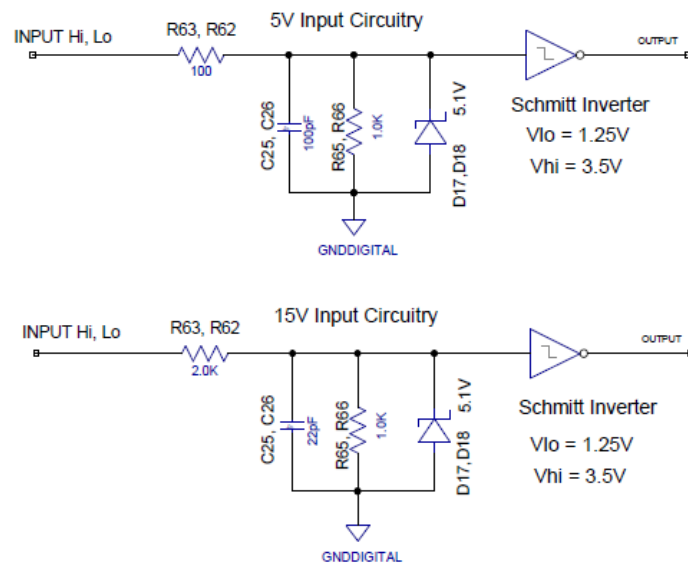 5V Input Circuitry
INPUT Hi, Lo
R63, R62
100
C25, C26
100pF
R65, R66
1.0K
D17,D18
5.1V
OUTPUT
Schmitt Inverter
Vlo = 1.25V
Vhi = 3.5V
GNDDIGITAL
15V Input Circuitry
INPUT Hi, Lo
R63, R62
2.0K
C25, C26
22pF
R65, R66
1.0K
D17,D18
5.1V
OUTPUT
Schmitt Inverter
Vlo = 1.25V
Vhi = 3.5V
GNDDIGITAL